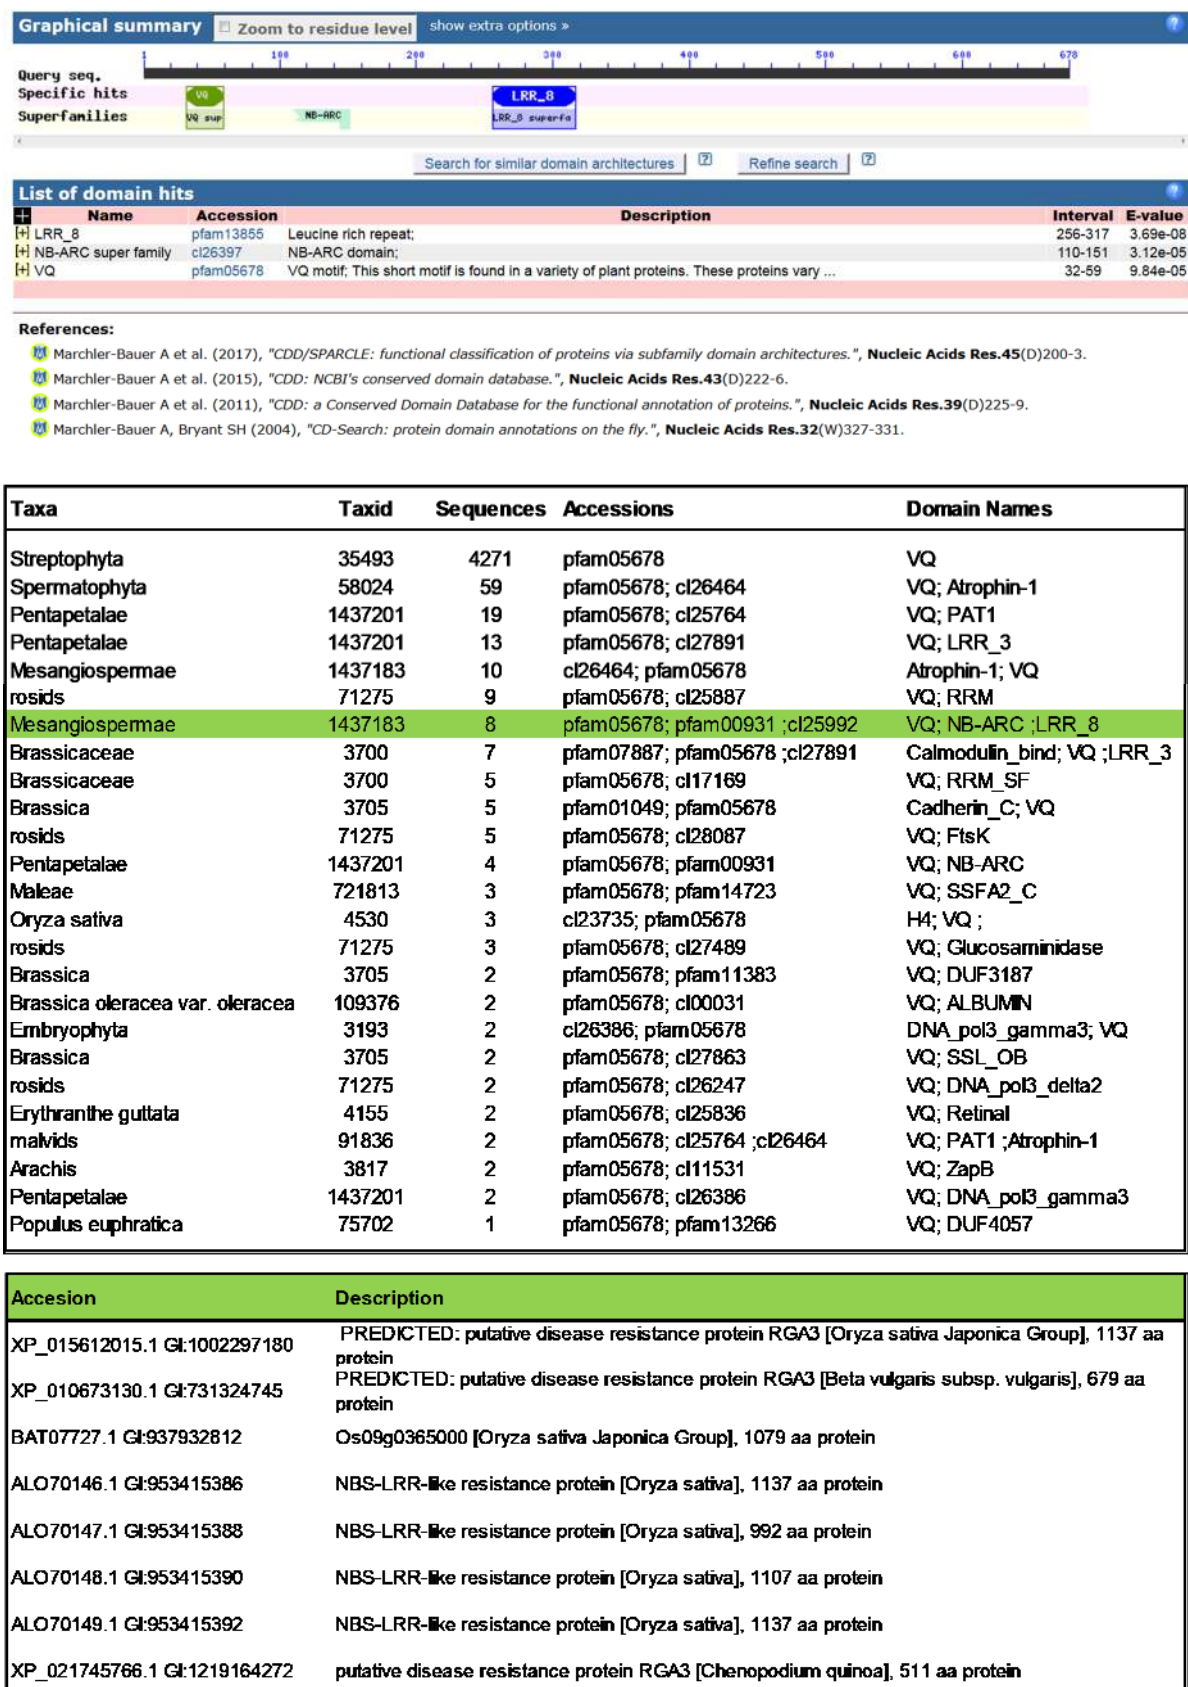 Graphical summary Zoom to residue level show extra options » ?
1 100 200 300 400 500 600 678
Query seq.
Specific hits VQ LRR_8
Superfamilies VQ sup NB-ARC LRR_8 superfa
Search for similar domain architectures ? Refine search ?
List of domain hits ?
+ Name Accession Description Interval E-value
[+] LRR_8 pfam13855 Leucine rich repeat; 256-317 3.69e-08
[+] NB-ARC super family cl26397 NB-ARC domain; 110-151 3.12e-05
[+] VQ pfam05678 VQ motif; This short motif is found in a variety of plant proteins. These proteins vary ... 32-59 9.84e-05
References:
Marchler-Bauer A et al. (2017), "CDD/SPARCLE: functional classification of proteins via subfamily domain architectures.", Nucleic Acids Res.45(D)200-3.
Marchler-Bauer A et al. (2015), "CDD: NCBI's conserved domain database.", Nucleic Acids Res.43(D)222-6.
Marchler-Bauer A et al. (2011), "CDD: a Conserved Domain Database for the functional annotation of proteins.", Nucleic Acids Res.39(D)225-9.
Marchler-Bauer A, Bryant SH (2004), "CD-Search: protein domain annotations on the fly.", Nucleic Acids Res.32(W)327-331.
Taxa Taxid Sequences Accessions Domain Names
Streptophyta 35493 4271 pfam05678 VQ
Spermatophyta 58024 59 pfam05678; cl26464 VQ; Atrophin-1
Pentapetalae 1437201 19 pfam05678; cl25764 VQ; PAT1
Pentapetalae 1437201 13 pfam05678; cl27891 VQ; LRR_3
Mesangiospermae 1437183 10 cl26464; pfam05678 Atrophin-1; VQ
rosids 71275 9 pfam05678; cl25887 VQ; RRM
Mesangiospermae 1437183 8 pfam05678; pfam00931 ;cl25992 VQ; NB-ARC ;LRR_8
Brassicaceae 3700 7 pfam07887; pfam05678 ;cl27891 Calmodulin_bind; VQ ;LRR_3
Brassicaceae 3700 5 pfam05678; cl17169 VQ; RRM_SF
Brassica 3705 5 pfam01049; pfam05678 Cadherin_C; VQ
rosids 71275 5 pfam05678; cl28087 VQ; FtsK
Pentapetalae 1437201 4 pfam05678; pfam00931 VQ; NB-ARC
Maleae 721813 3 pfam05678; pfam14723 VQ; SSFA2_C
Oryza sativa 4530 3 cl23735; pfam05678 H4; VQ ;
rosids 71275 3 pfam05678; cl27489 VQ; Glucosaminidase
Brassica 3705 2 pfam05678; pfam11383 VQ; DUF3187
Brassica oleracea var. oleracea 109376 2 pfam05678; cl00031 VQ; ALBUMIN
Embryophyta 3193 2 cl26386; pfam05678 DNA_pol3_gamma3; VQ
Brassica 3705 2 pfam05678; cl27863 VQ; SSL_OB
rosids 71275 2 pfam05678; cl26247 VQ; DNA_pol3_delta2
Erythranthe guttata 4155 2 pfam05678; cl25836 VQ; Retinal
malvids 91836 2 pfam05678; cl25764 ;cl26464 VQ; PAT1 ;Atrophin-1
Arachis 3817 2 pfam05678; cl11531 VQ; ZapB
Pentapetalae 1437201 2 pfam05678; cl26386 VQ; DNA_pol3_gamma3
Populus euphratica 75702 1 pfam05678; pfam13266 VQ; DUF4057
Accesion Description
XP_015612015.1 GI:1002297180 PREDICTED: putative disease resistance protein RGA3 [Oryza sativa Japonica Group], 1137 aa
protein
XP_010673130.1 GI:731324745 PREDICTED: putative disease resistance protein RGA3 [Beta vulgaris subsp. vulgaris], 679 aa
protein
BAT07727.1 GI:937932812 Os09g0365000 [Oryza sativa Japonica Group], 1079 aa protein
ALO70146.1 GI:953415386 NBS-LRR-like resistance protein [Oryza sativa], 1137 aa protein
ALO70147.1 GI:953415388 NBS-LRR-like resistance protein [Oryza sativa], 992 aa protein
ALO70148.1 GI:953415390 NBS-LRR-like resistance protein [Oryza sativa], 1107 aa protein
ALO70149.1 GI:953415392 NBS-LRR-like resistance protein [Oryza sativa], 1137 aa protein
XP_021745766.1 GI:1219164272 putative disease resistance protein RGA3 [Chenopodium quinoa], 511 aa protein